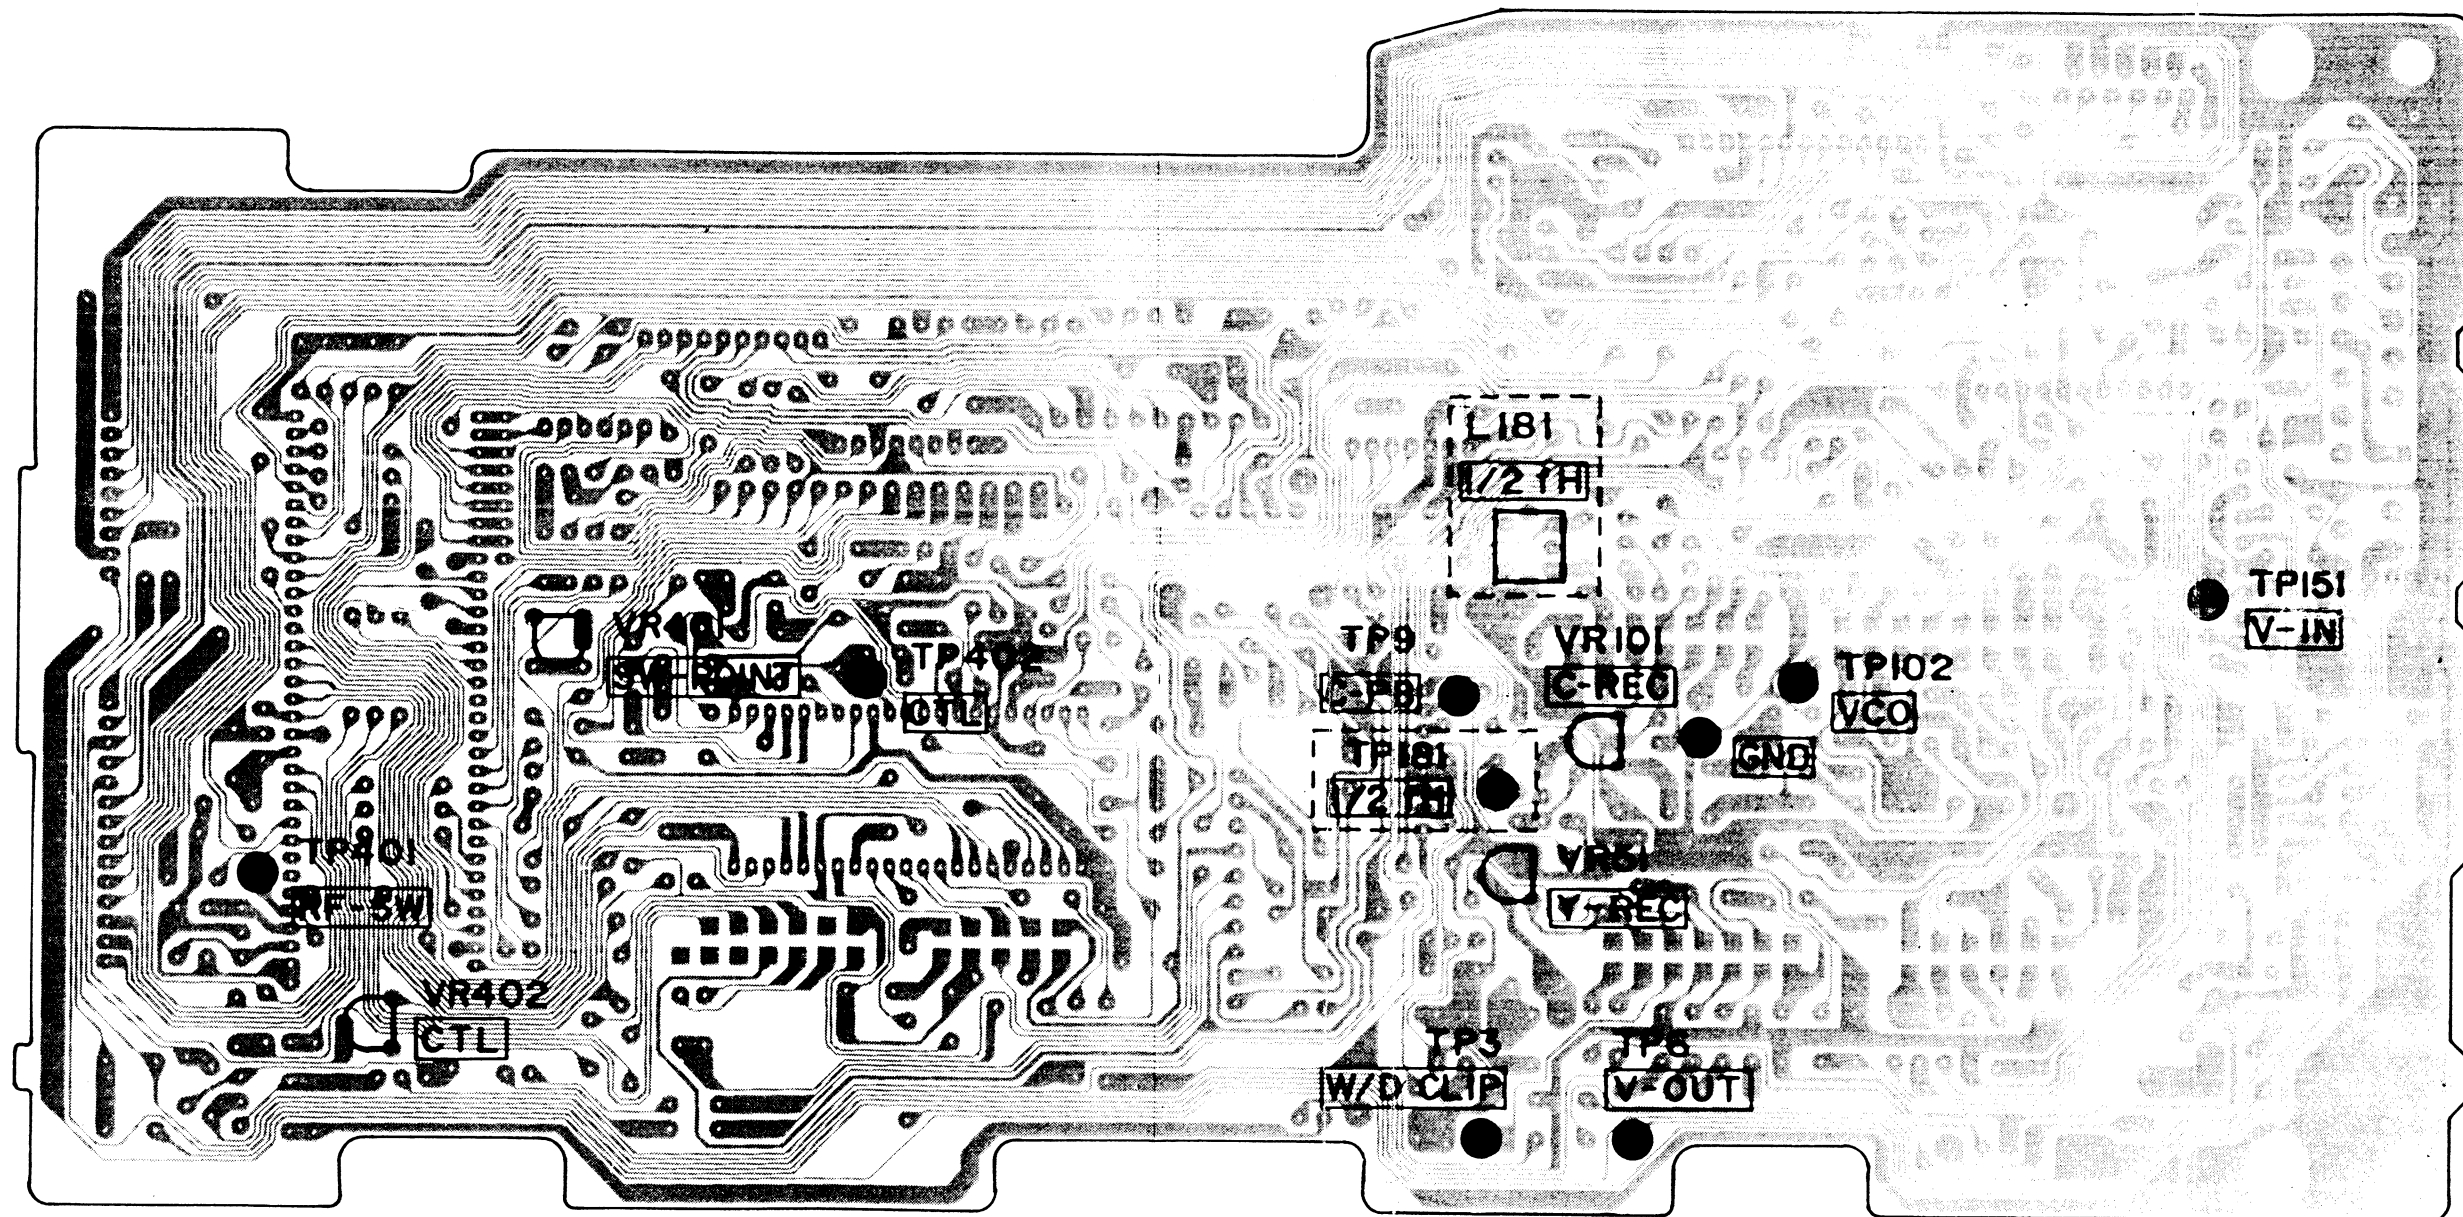 L181
1/2 fH
TP151
V-IN
VR401
SW-POINT
TP402
CTL
TP9
C-FB
VR101
C-REC
TP102
VCO
GND
TP181
1/2 fH
TP401
RF-SW
VR51
Y-REC
VR402
CTL
TP3
W/D CLIP
TP6
V-OUT